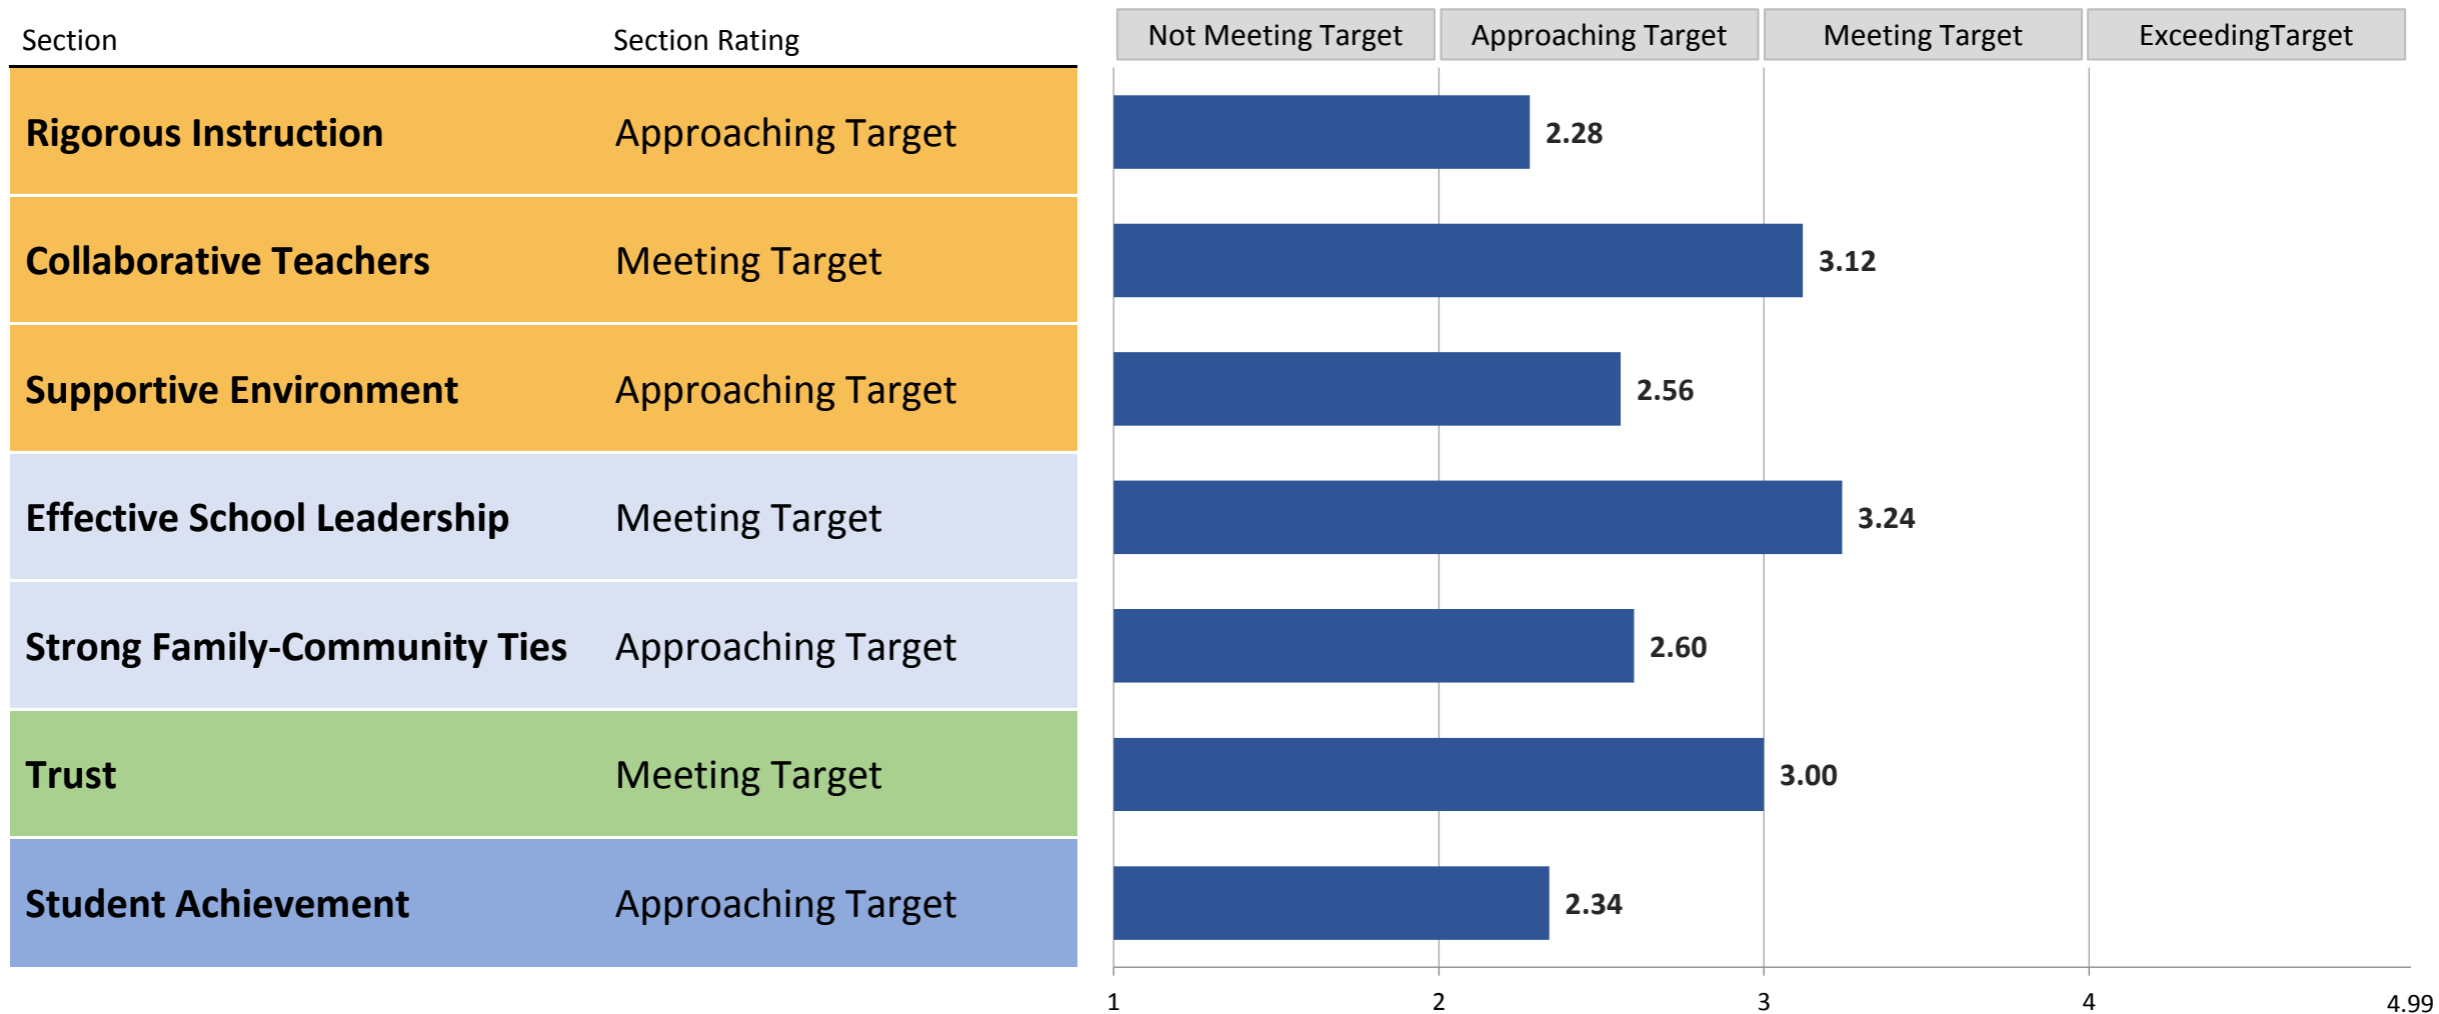 Section Section Rating Not Meeting Target Approaching Target Meeting Target ExceedingTarget
Rigorous Instruction Approaching Target 2.28
Collaborative Teachers Meeting Target 3.12
Supportive Environment Approaching Target 2.56
Effective School Leadership Meeting Target 3.24
Strong Family-Community Ties Approaching Target 2.60
Trust Meeting Target 3.00
Student Achievement Approaching Target 2.34
1 2 3 4 4.99